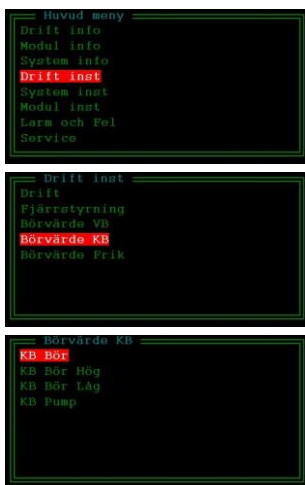 Huvud meny
Drift info
Modul info
System info
Drift inst
System inst
Modul inst
Larm och Fel
Service
Drift inst
Drift
Fjärrstyrning
Börvärde VB
Börvärde KB
Börvärde Frik
Börvärde KB
KB Bör
KB Bör Hög
KB Bör Låg
KB Pump